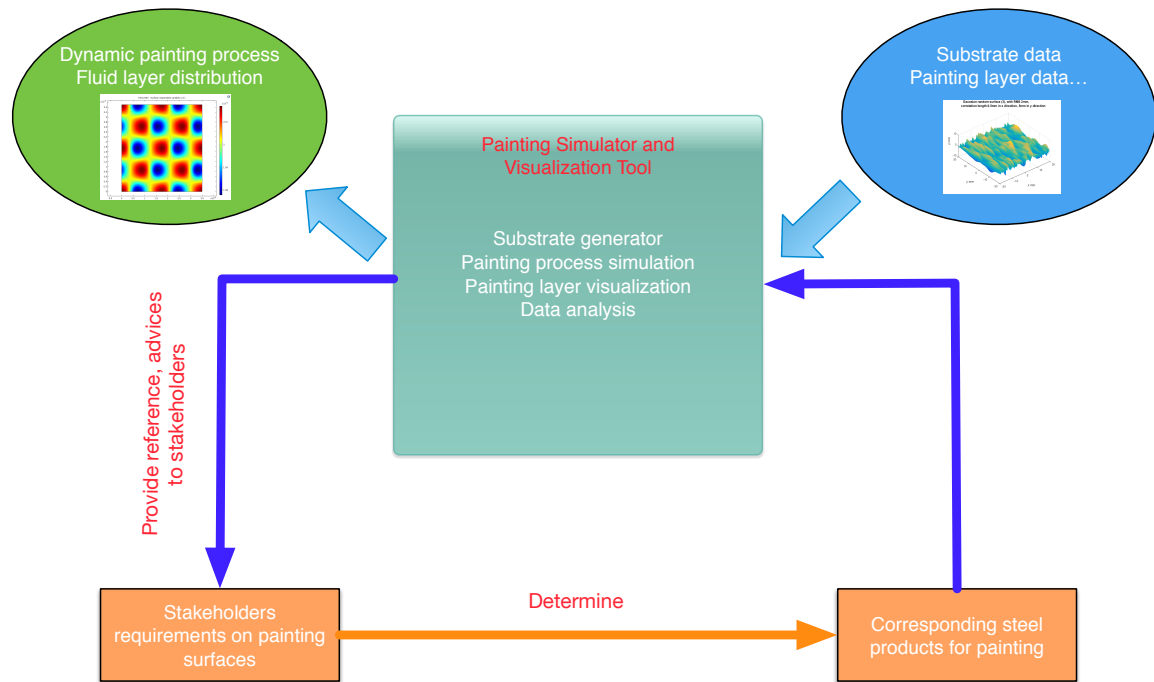 Dynamic painting process
Fluid layer distribution
Substrate data
Painting layer data…
Painting Simulator and
Visualization Tool
Substrate generator
Painting process simulation
Painting layer visualization
Data analysis
Provide reference, advices
to stakeholders
Determine
Stakeholders
requirements on painting
surfaces
Corresponding steel
products for painting